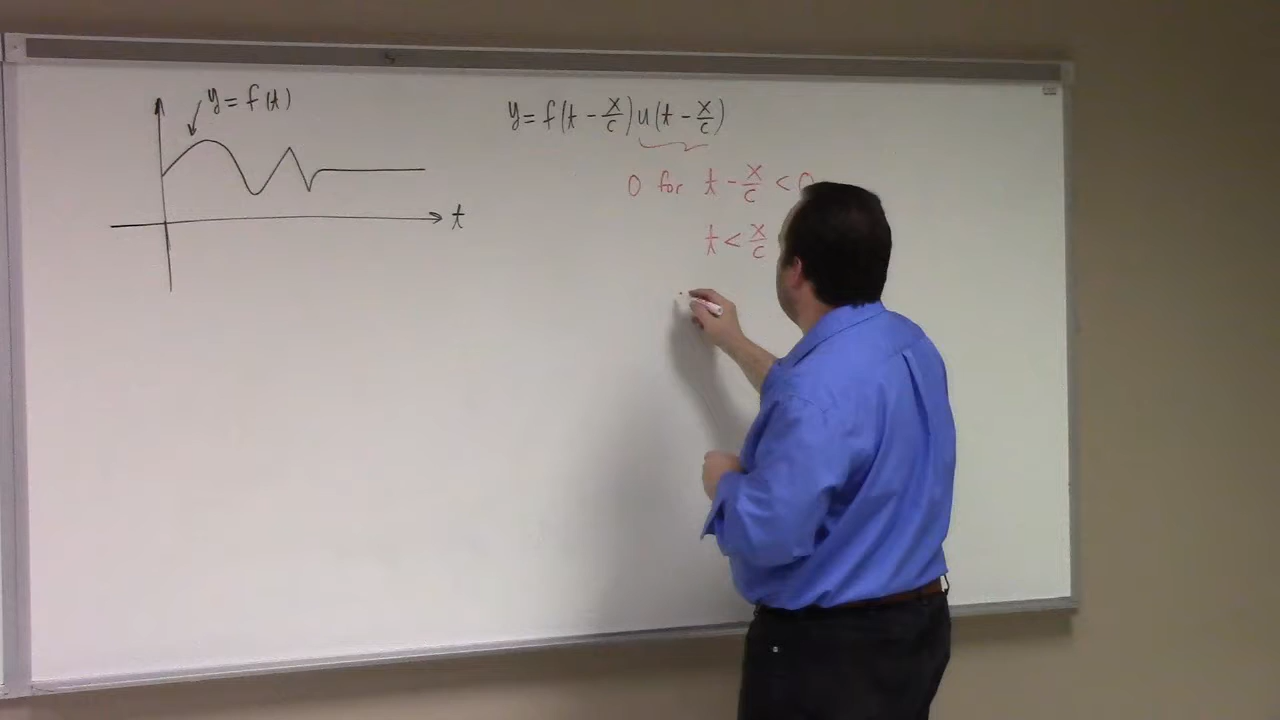 y = f(t)
t
y = f(t - x/c) u(t - x/c)
0 for t - x/c < 0
t < x/c